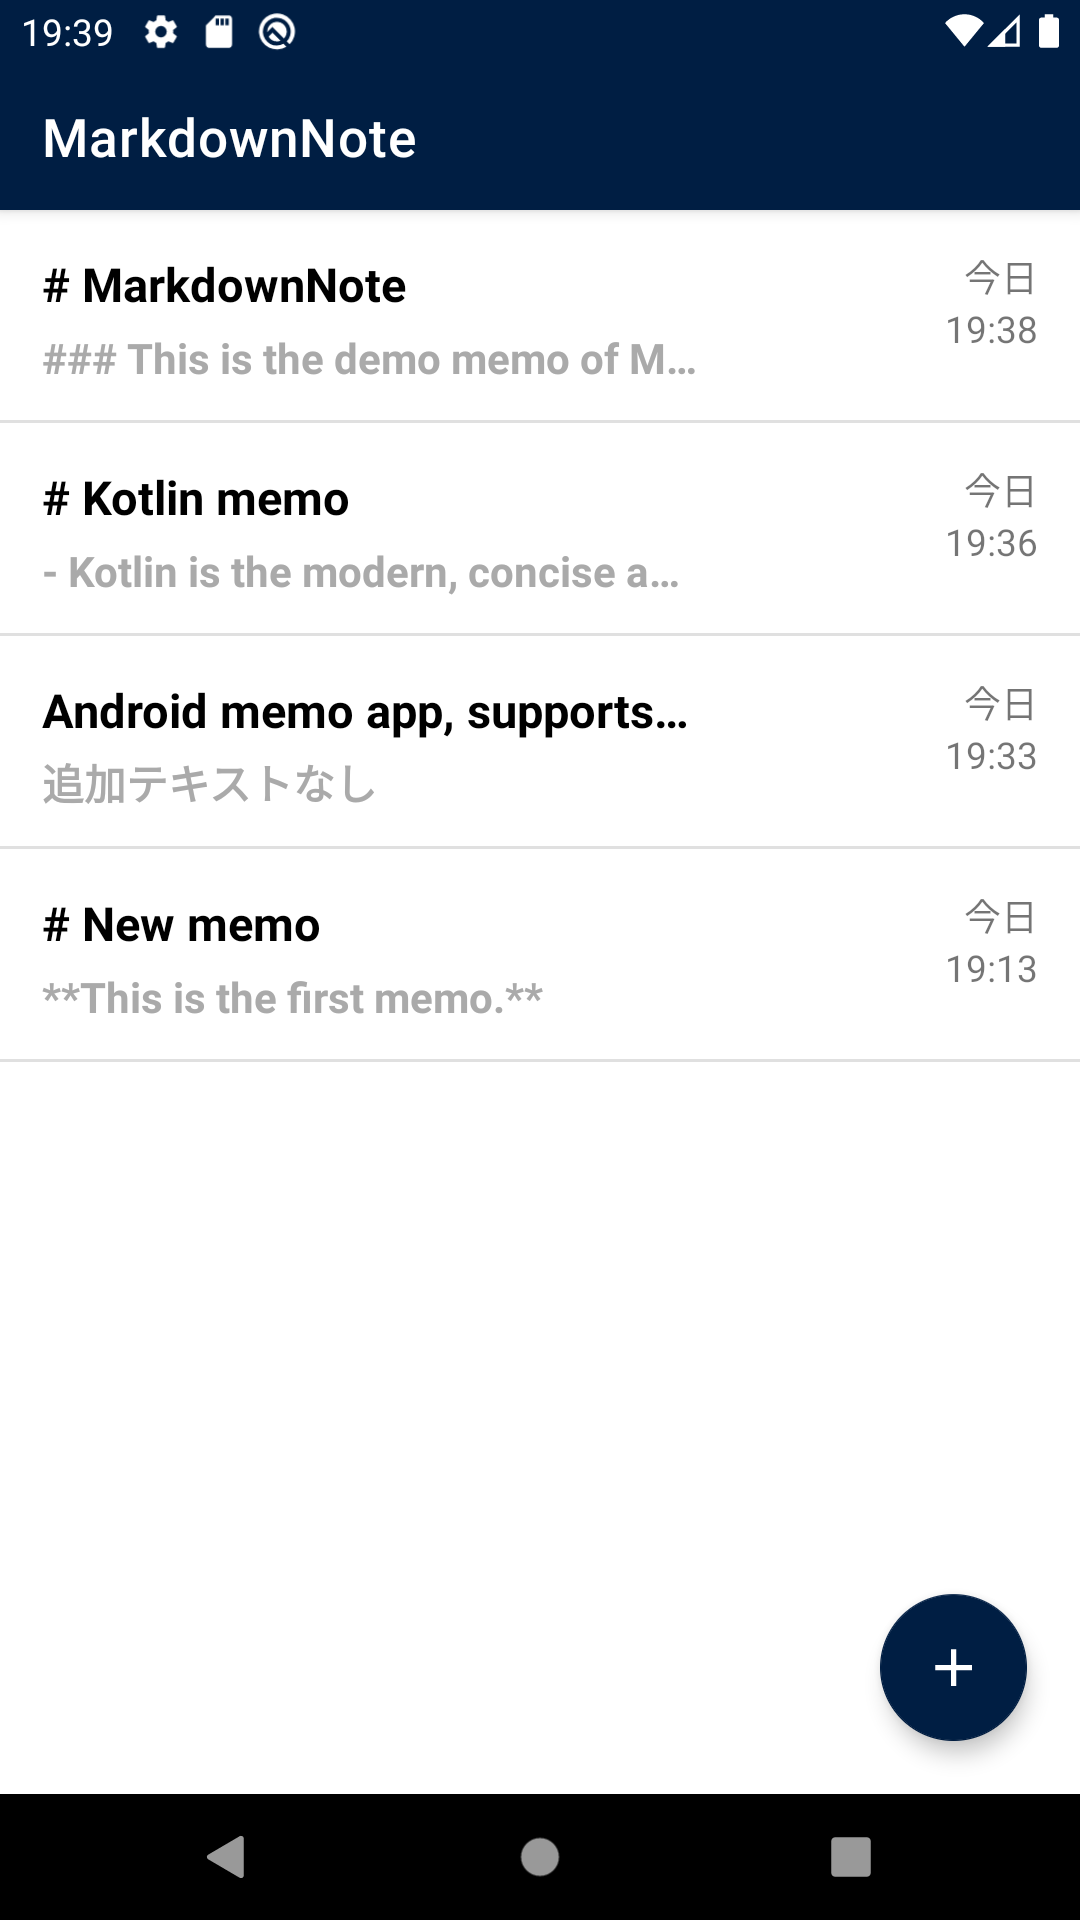 19:39
MarkdownNote
# MarkdownNote
今日
### This is the demo memo of M…
19:38
# Kotlin memo
今日
- Kotlin is the modern, concise a…
19:36
Android memo app, supports…
今日
追加テキストなし
19:33
# New memo
今日
**This is the first memo.**
19:13